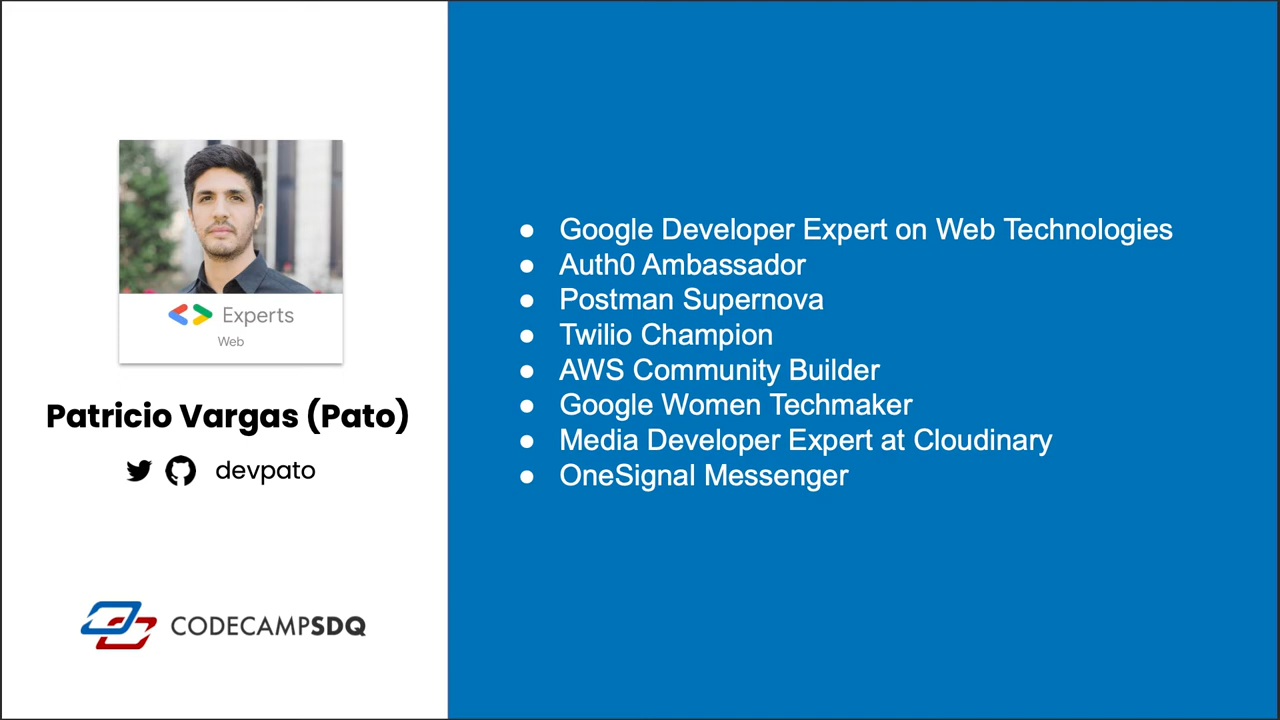 Experts
Web
Patricio Vargas (Pato)
devpato
CODECAMPSDQ
● Google Developer Expert on Web Technologies
● Auth0 Ambassador
● Postman Supernova
● Twilio Champion
● AWS Community Builder
● Google Women Techmaker
● Media Developer Expert at Cloudinary
● OneSignal Messenger